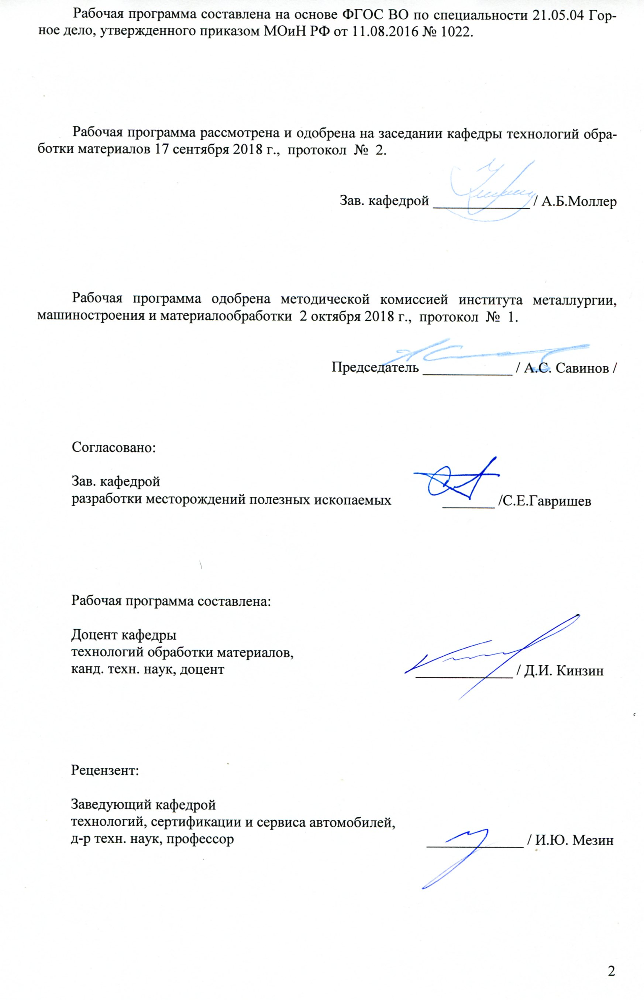 Рабочая программа составлена на основе ФГОС ВО по специальности 21.05.04 Гор-
ное дело, утвержденного приказом МОиН РФ от 11.08.2016 № 1022.
Рабочая программа рассмотрена и одобрена на заседании кафедры технологий обра-
ботки материалов 17 сентября 2018 г., протокол № 2.
Зав. кафедрой _____________ / А.Б.Моллер
Рабочая программа одобрена методической комиссией института металлургии,
машиностроения и материалообработки 2 октября 2018 г., протокол № 1.
Председатель ____________ / А.С. Савинов /
Согласовано:
Зав. кафедрой
разработки месторождений полезных ископаемых _______ /С.Е.Гавришев
Рабочая программа составлена:
Доцент кафедры
технологий обработки материалов,
канд. техн. наук, доцент _____________ / Д.И. Кинзин
Рецензент:
Заведующий кафедрой
технологий, сертификации и сервиса автомобилей,
д-р техн. наук, профессор _____________ / И.Ю. Мезин
2